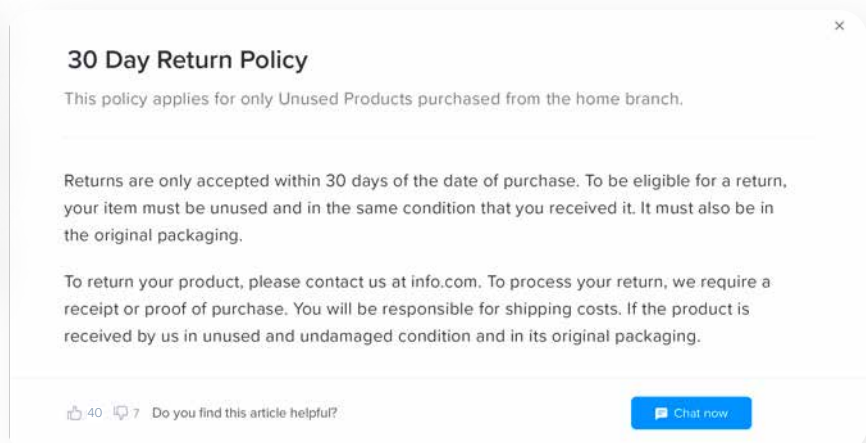 30 Day Return Policy
This policy applies for only Unused Products purchased from the home branch.
Returns are only accepted within 30 days of the date of purchase. To be eligible for a return,
your item must be unused and in the same condition that you received it. It must also be in
the original packaging.
To return your product, please contact us at info.com. To process your return, we require a
receipt or proof of purchase. You will be responsible for shipping costs. If the product is
received by us in unused and undamaged condition and in its original packaging.
40 7 Do you find this article helpful?
Chat now